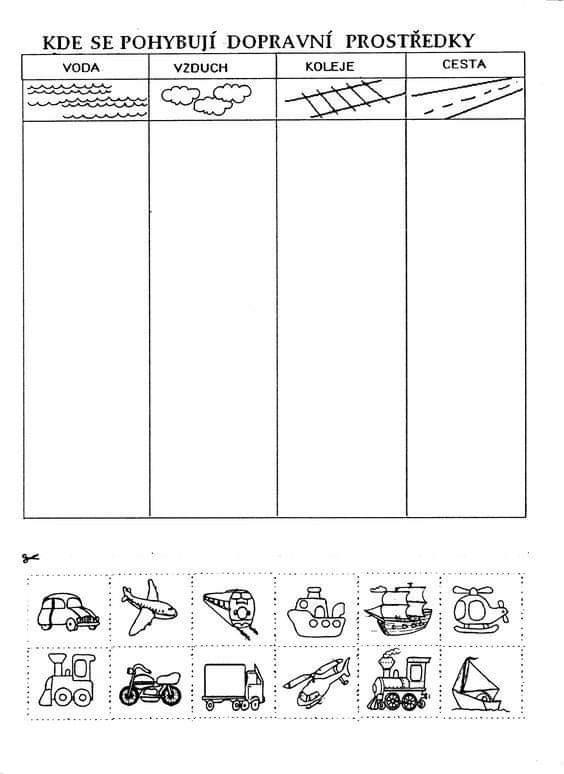 KDE SE POHYBUJÍ DOPRAVNÍ PROSTŘEDKY
VODA VZDUCH KOLEJE CESTA